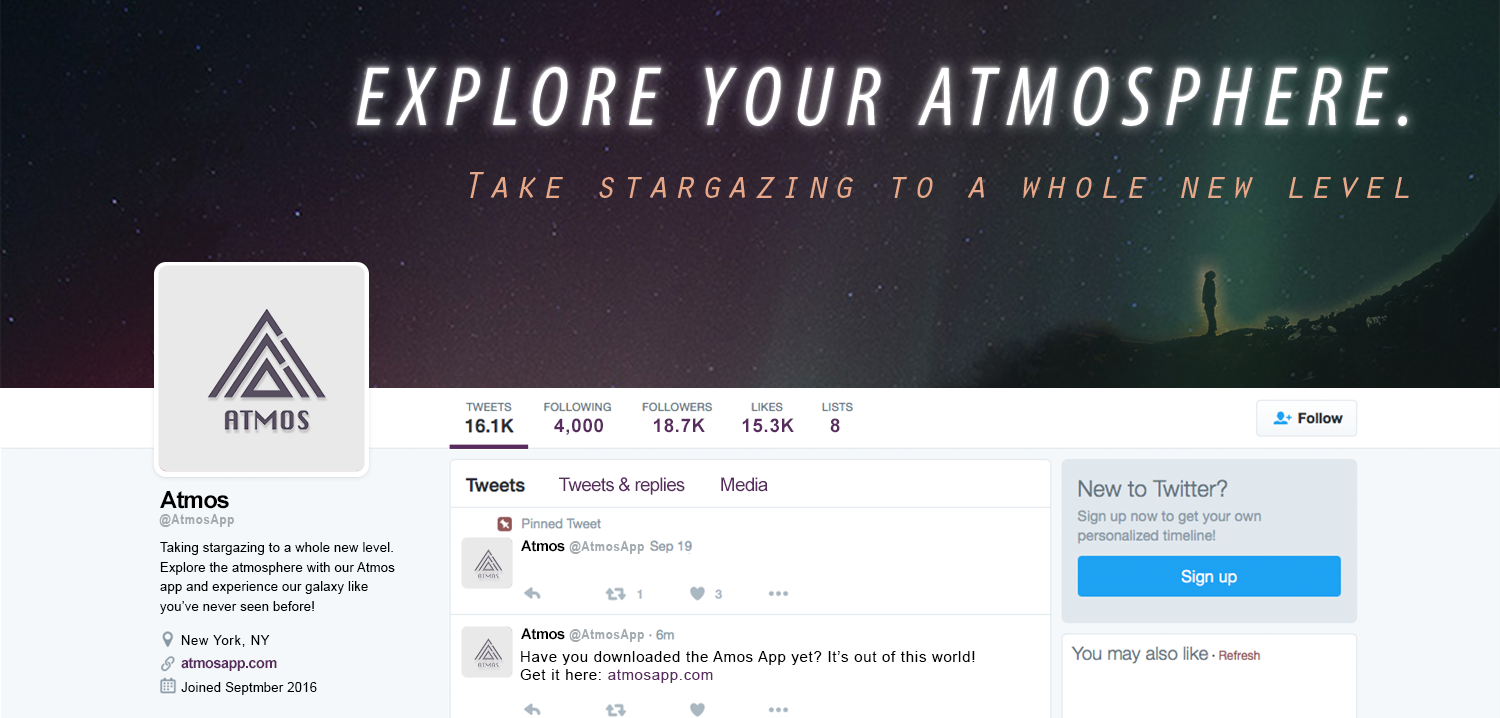 EXPLORE YOUR ATMOSPHERE.
TAKE STARGAZING TO A WHOLE NEW LEVEL
ATMOS
TWEETS FOLLOWING FOLLOWERS LIKES LISTS
16.1K 4,000 18.7K 15.3K 8
Follow
Atmos
@AtmosApp
Taking stargazing to a whole new level.
Explore the atmosphere with our Atmos
app and experience our galaxy like
you've never seen before!
New York, NY
atmosapp.com
Joined Septmber 2016
Tweets Tweets & replies Media
Pinned Tweet
ATMOS
Atmos @AtmosApp Sep 19
1 3
ATMOS
Atmos @AtmosApp · 6m
Have you downloaded the Amos App yet? It's out of this world!
Get it here: atmosapp.com
New to Twitter?
Sign up now to get your own
personalized timeline!
Sign up
You may also like · Refresh